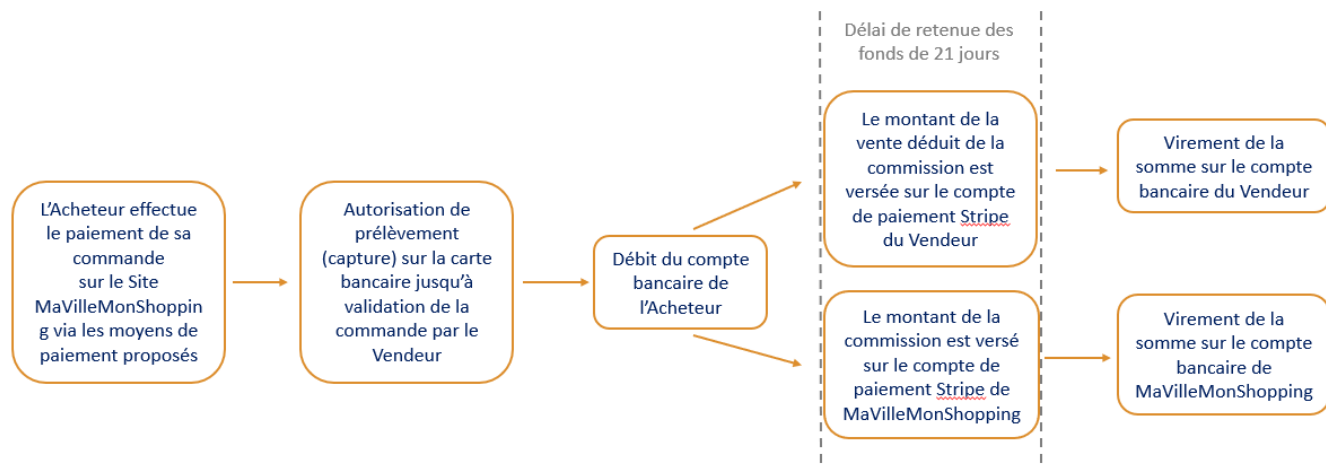 Délai de retenue des
fonds de 21 jours
L’Acheteur effectue
le paiement de sa
commande
sur le Site
MaVilleMonShoppin
g via les moyens de
paiement proposés
Autorisation de
prélèvement
(capture) sur la carte
bancaire jusqu’à
validation de la
commande par le
Vendeur
Débit du compte
bancaire de
l’Acheteur
Le montant de la
vente déduit de la
commission est
versée sur le compte
de paiement Stripe
du Vendeur
Virement de la
somme sur le compte
bancaire du Vendeur
Le montant de la
commission est versé
sur le compte de
paiement Stripe de
MaVilleMonShopping
Virement de la
somme sur le compte
bancaire de
MaVilleMonShopping